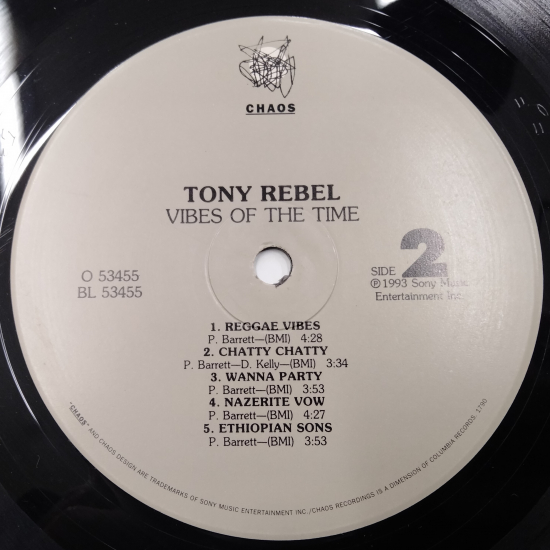 CHAOS
TONY REBEL
VIBES OF THE TIME
O 53455
BL 53455
SIDE 2
℗ 1993 Sony Music
Entertainment Inc.
1. REGGAE VIBES
P. Barrett—(BMI) 4:28
2. CHATTY CHATTY
P. Barrett—D. Kelly—(BMI) 3:34
3. WANNA PARTY
P. Barrett—(BMI) 3:53
4. NAZERITE VOW
P. Barrett—(BMI) 4:27
5. ETHIOPIAN SONS
P. Barrett—(BMI) 3:53
"CHAOS" AND CHAOS DESIGN ARE TRADEMARKS OF SONY MUSIC ENTERTAINMENT INC./CHAOS RECORDINGS IS A DIMENSION OF COLUMBIA RECORDS. 1790